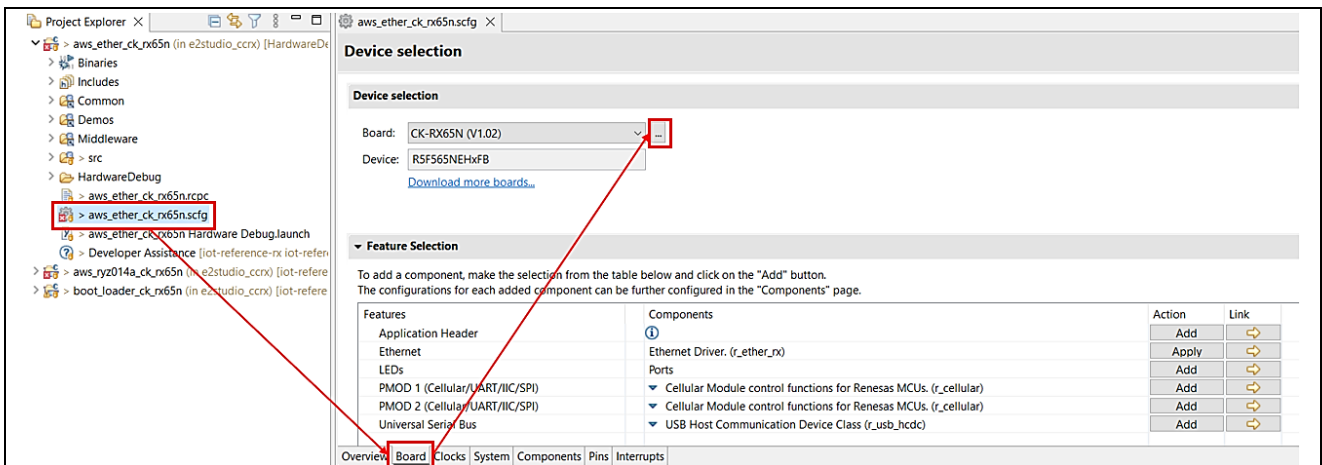 Project Explorer
> aws_ether_ck_rx65n (in e2studio_ccrx) [HardwareDe
Binaries
Includes
Common
Demos
Middleware
> src
HardwareDebug
> aws_ether_ck_rx65n.rcpc
> aws_ether_ck_rx65n.scfg
> aws_ether_ck_rx65n Hardware Debug.launch
> Developer Assistance [iot-reference-rx iot-refere
> aws_ryz014a_ck_rx65n (in e2studio_ccrx) [iot-refere
> boot_loader_ck_rx65n (in e2studio_ccrx) [iot-refere
aws_ether_ck_rx65n.scfg
Device selection
Device selection
Board: CK-RX65N (V1.02) ...
Device: R5F565NEHxFB
Download more boards...
Feature Selection
To add a component, make the selection from the table below and click on the "Add" button.
The configurations for each added component can be further configured in the "Components" page.
Features Components Action Link
Application Header Add
Ethernet Ethernet Driver. (r_ether_rx) Apply
LEDs Ports Add
PMOD 1 (Cellular/UART/IIC/SPI) Cellular Module control functions for Renesas MCUs. (r_cellular) Add
PMOD 2 (Cellular/UART/IIC/SPI) Cellular Module control functions for Renesas MCUs. (r_cellular) Add
Universal Serial Bus USB Host Communication Device Class (r_usb_hcdc) Add
Overview Board Clocks System Components Pins Interrupts